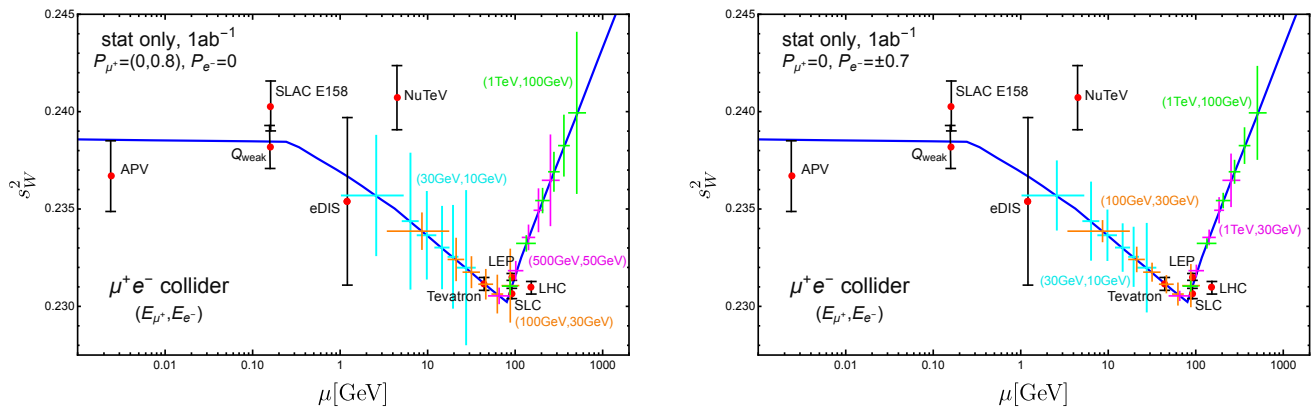 0.245
stat only, 1ab⁻¹
P_μ⁺=(0,0.8), P_e⁻=0
SLAC E158
NuTeV
(1TeV,100GeV)
0.240
Q_weak
APV
s²_W
(30GeV,10GeV)
eDIS
0.235
(500GeV,50GeV)
LEP
μ⁺e⁻ collider
Tevatron
LHC
SLC
0.230
(E_μ⁺,E_e⁻)
(100GeV,30GeV)
0.01 0.10 1 10 100 1000
μ[GeV]
0.245
stat only, 1ab⁻¹
P_μ⁺=0, P_e⁻=±0.7
SLAC E158
NuTeV
(1TeV,100GeV)
0.240
Q_weak
APV
s²_W
(100GeV,30GeV)
eDIS
0.235
(1TeV,30GeV)
LEP
(30GeV,10GeV)
μ⁺e⁻ collider
Tevatron
LHC
SLC
0.230
(E_μ⁺,E_e⁻)
0.01 0.10 1 10 100 1000
μ[GeV]